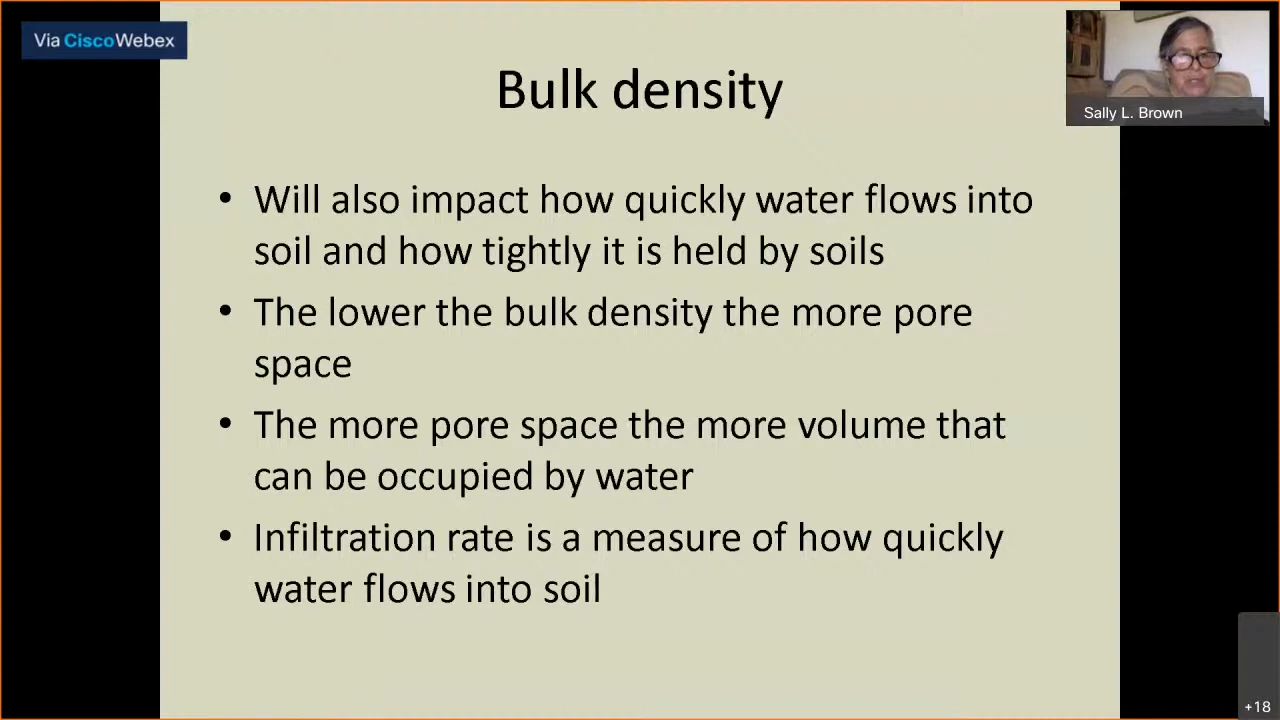 Via CiscoWebex
Sally L. Brown
Bulk density
• Will also impact how quickly water flows into
soil and how tightly it is held by soils
• The lower the bulk density the more pore
space
• The more pore space the more volume that
can be occupied by water
• Infiltration rate is a measure of how quickly
water flows into soil
+18